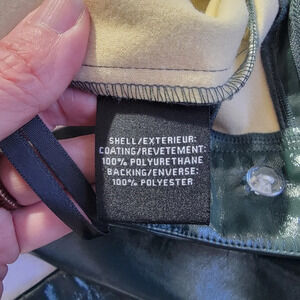 SHELL/EXTERIEUR:
COATING/REVETEMENT:
100% POLYURETHANE
BACKING/ENVERSE:
100% POLYESTER